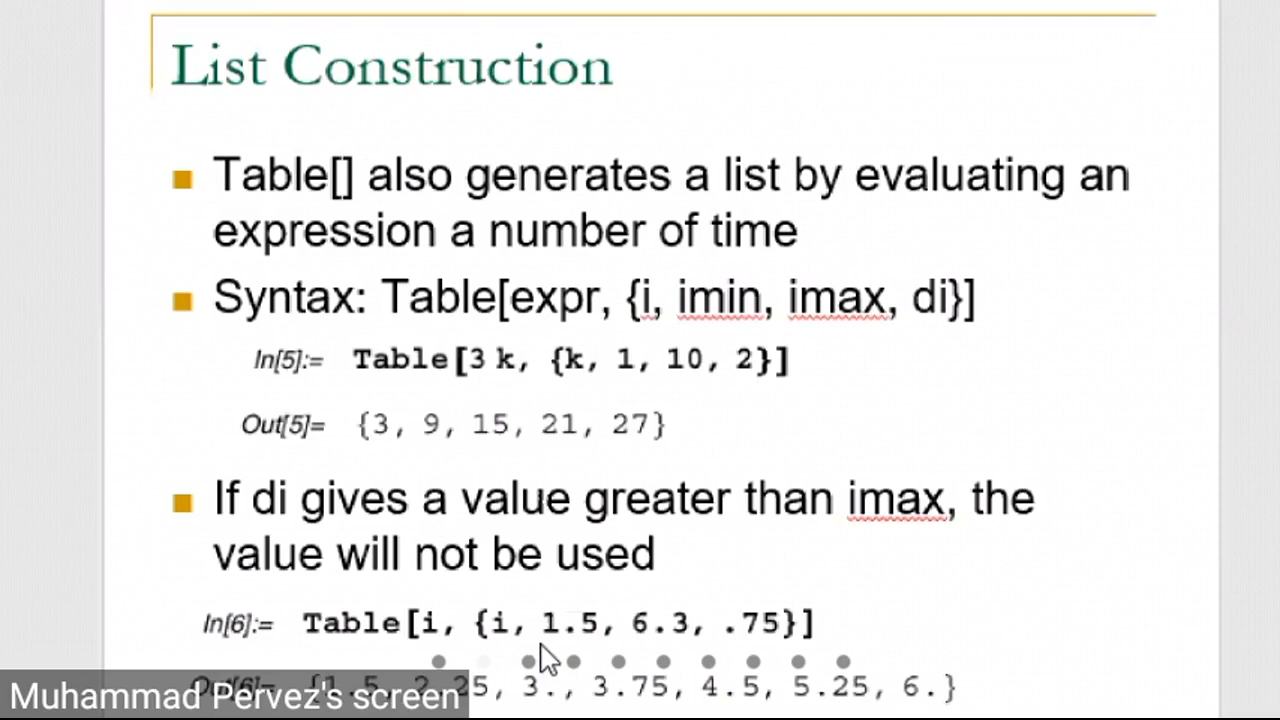 List Construction
Table[] also generates a list by evaluating an
expression a number of time
Syntax: Table[expr, {i, imin, imax, di}]
In[5]:= Table[3 k, {k, 1, 10, 2}]
Out[5]= {3, 9, 15, 21, 27}
If di gives a value greater than imax, the
value will not be used
In[6]:= Table[i, {i, 1.5, 6.3, .75}]
Out[6]= {1.5, 2.25, 3., 3.75, 4.5, 5.25, 6.}
Muhammad Pervez's screen